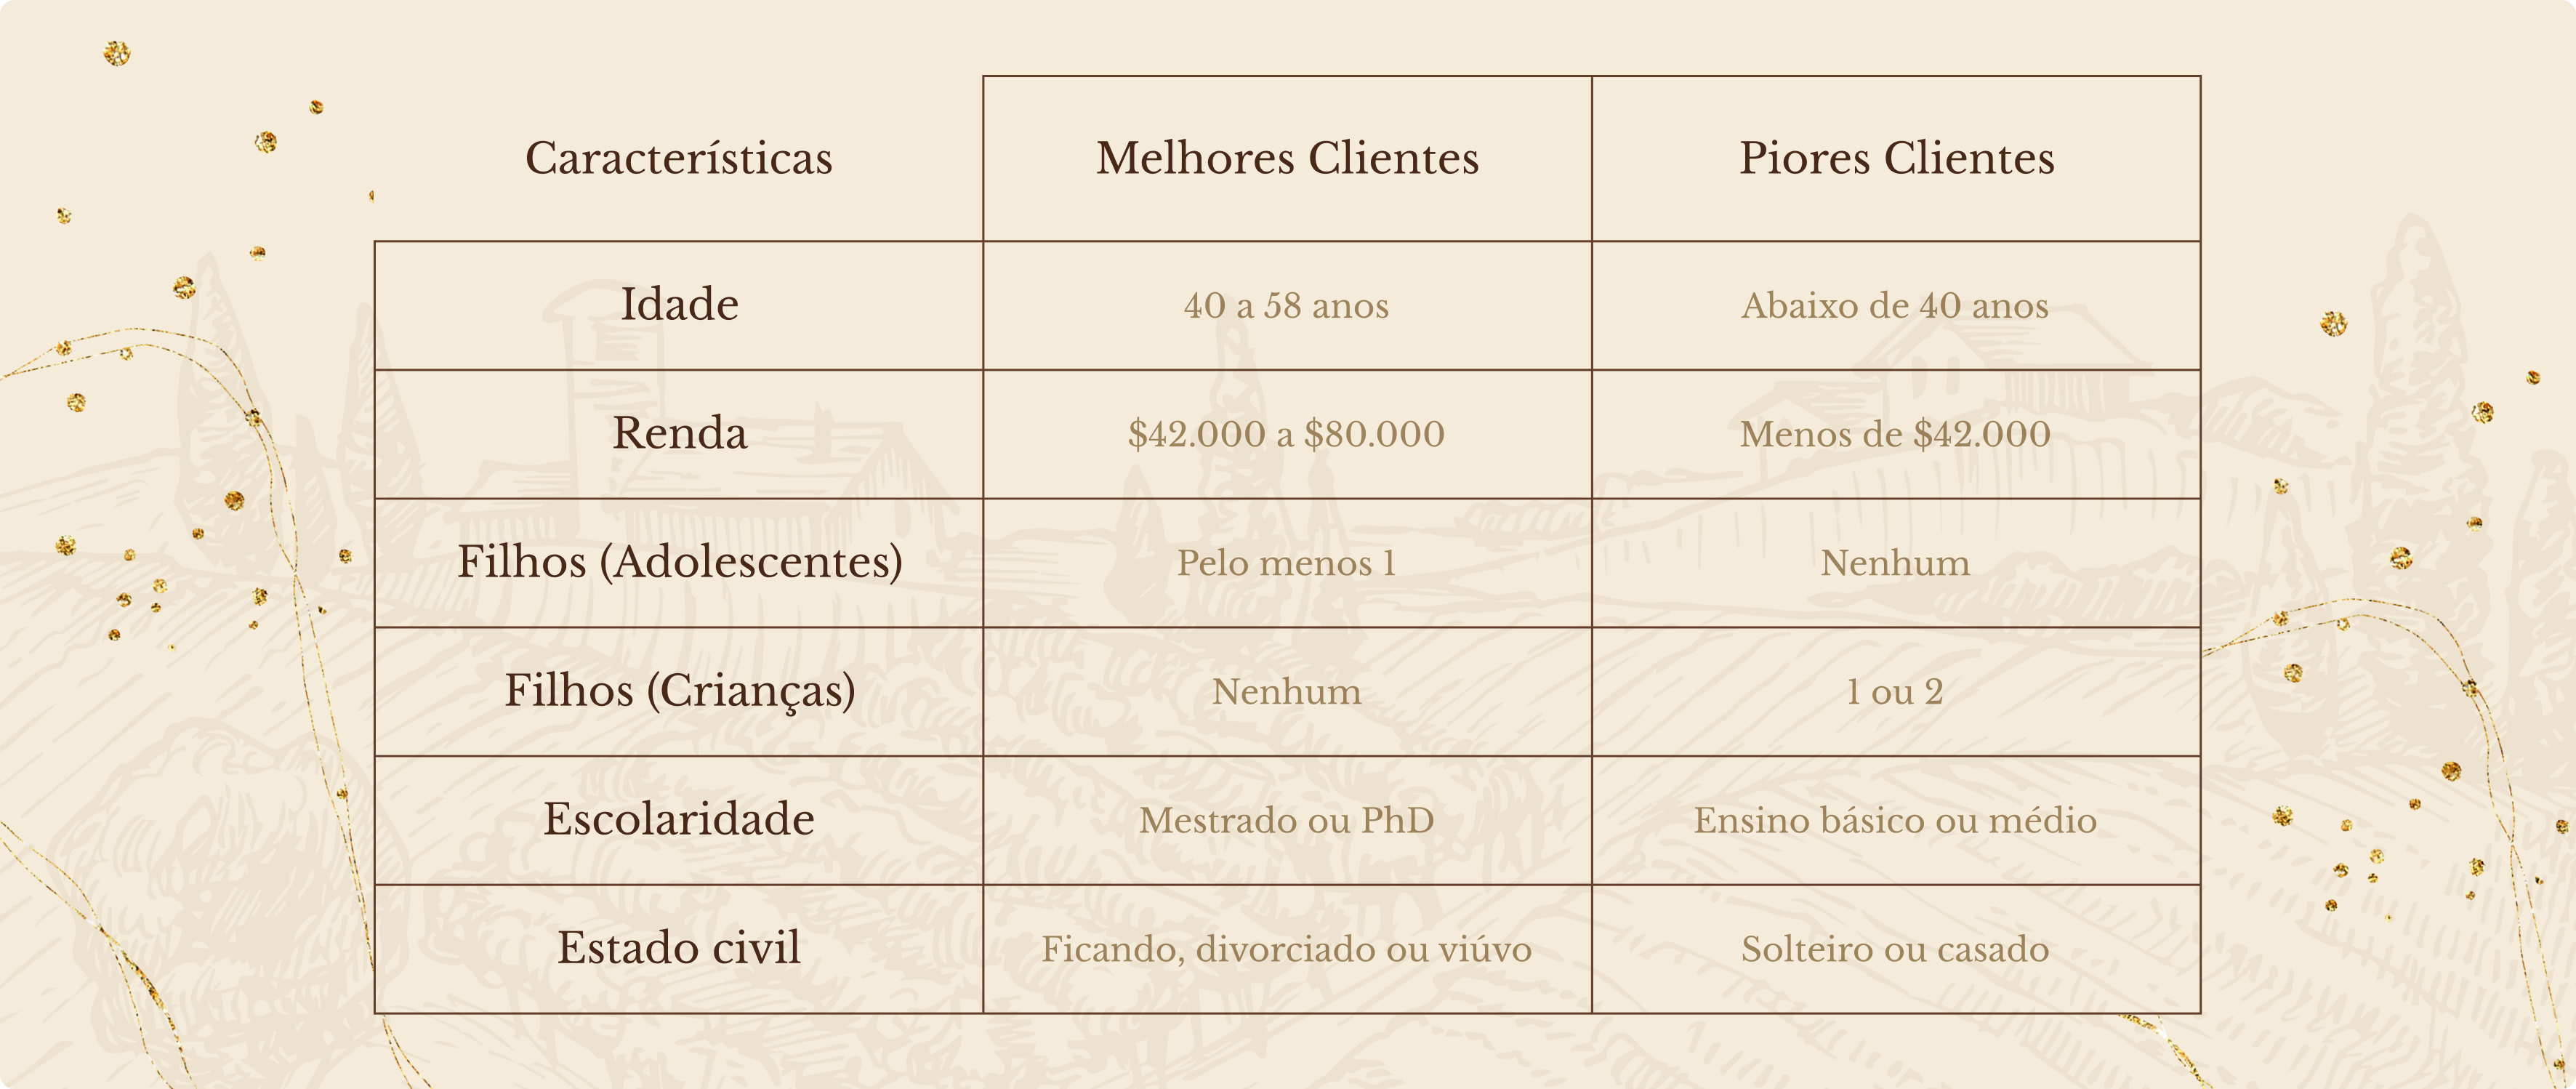 Características Melhores Clientes Piores Clientes
Idade 40 a 58 anos Abaixo de 40 anos
Renda $42.000 a $80.000 Menos de $42.000
Filhos (Adolescentes) Pelo menos 1 Nenhum
Filhos (Crianças) Nenhum 1 ou 2
Escolaridade Mestrado ou PhD Ensino básico ou médio
Estado civil Ficando, divorciado ou viúvo Solteiro ou casado